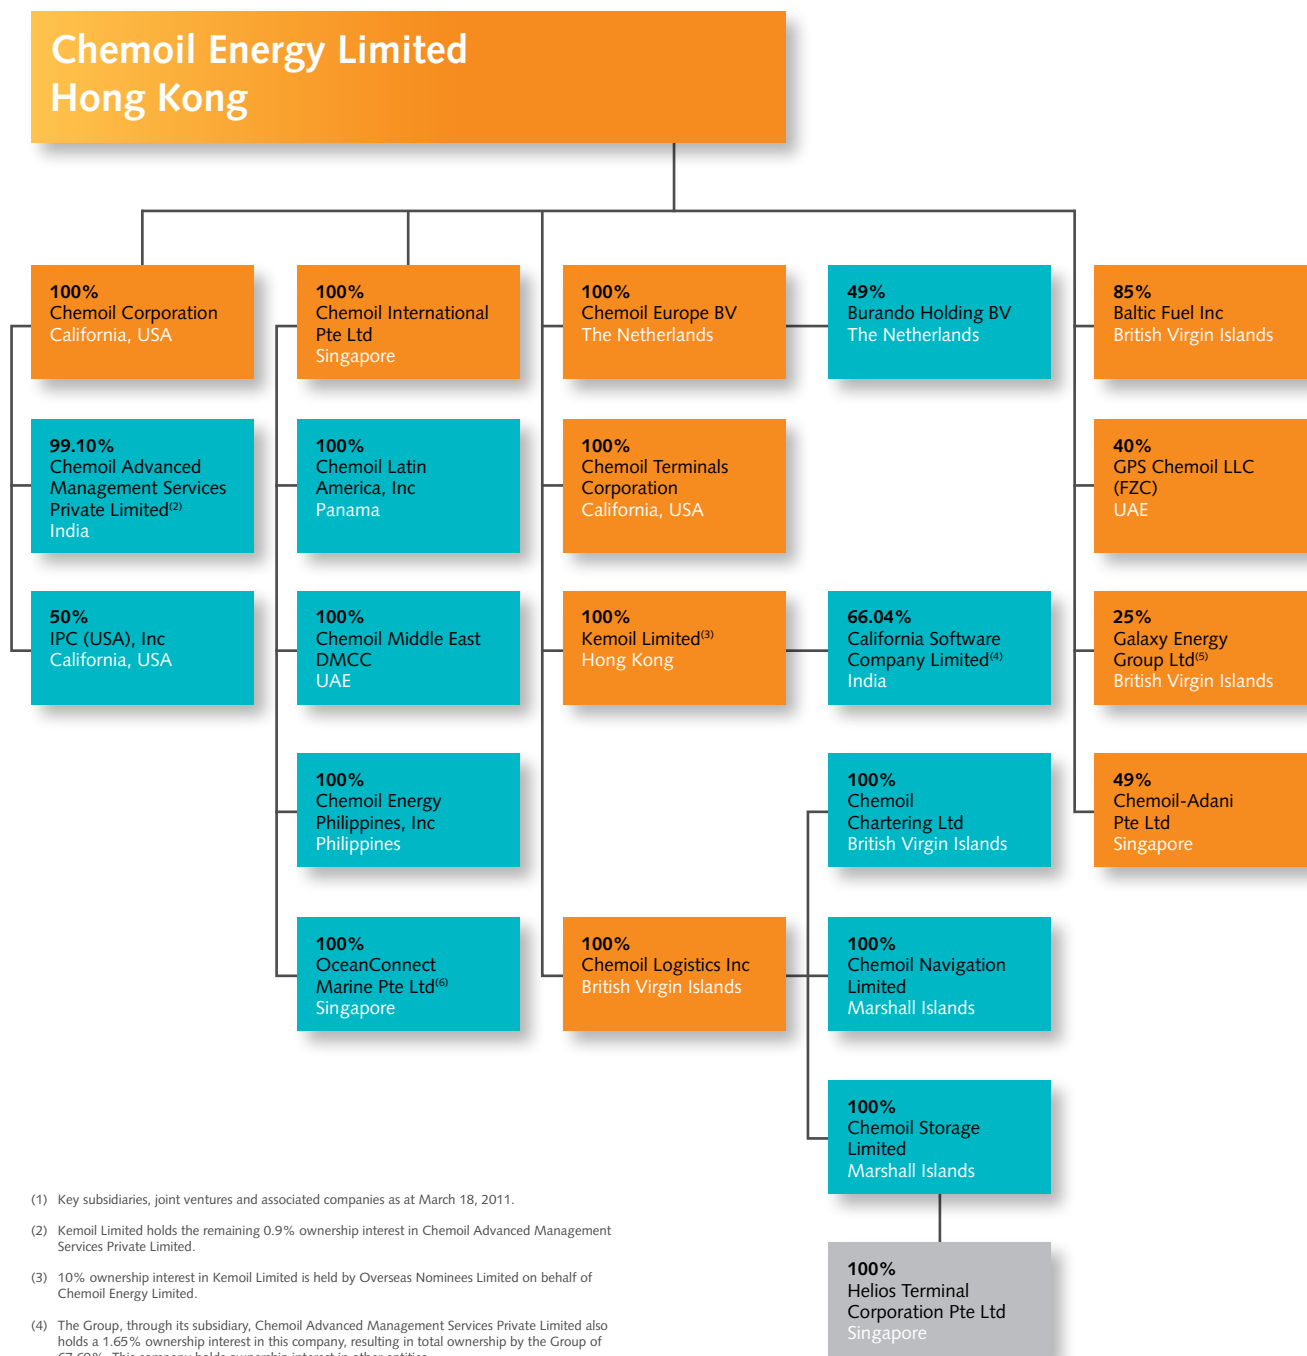 Chemoil Energy Limited
Hong Kong
100%
Chemoil Corporation
California, USA
100%
Chemoil International
Pte Ltd
Singapore
100%
Chemoil Europe BV
The Netherlands
49%
Burando Holding BV
The Netherlands
85%
Baltic Fuel Inc
British Virgin Islands
99.10%
Chemoil Advanced
Management Services
Private Limited(2)
India
100%
Chemoil Latin
America, Inc
Panama
100%
Chemoil Terminals
Corporation
California, USA
40%
GPS Chemoil LLC
(FZC)
UAE
50%
IPC (USA), Inc
California, USA
100%
Chemoil Middle East
DMCC
UAE
100%
Kemoil Limited(3)
Hong Kong
66.04%
California Software
Company Limited(4)
India
25%
Galaxy Energy
Group Ltd(5)
British Virgin Islands
100%
Chemoil Energy
Philippines, Inc
Philippines
100%
Chemoil
Chartering Ltd
British Virgin Islands
49%
Chemoil-Adani
Pte Ltd
Singapore
100%
OceanConnect
Marine Pte Ltd(6)
Singapore
100%
Chemoil Logistics Inc
British Virgin Islands
100%
Chemoil Navigation
Limited
Marshall Islands
100%
Chemoil Storage
Limited
Marshall Islands
100%
Helios Terminal
Corporation Pte Ltd
Singapore
(1) Key subsidiaries, joint ventures and associated companies as at March 18, 2011.
(2) Kemoil Limited holds the remaining 0.9% ownership interest in Chemoil Advanced Management
Services Private Limited.
(3) 10% ownership interest in Kemoil Limited is held by Overseas Nominees Limited on behalf of
Chemoil Energy Limited.
(4) The Group, through its subsidiary, Chemoil Advanced Management Services Private Limited also
holds a 1.65% ownership interest in this company, resulting in total ownership by the Group of
67.69%. This company holds ownership interest in other entities.